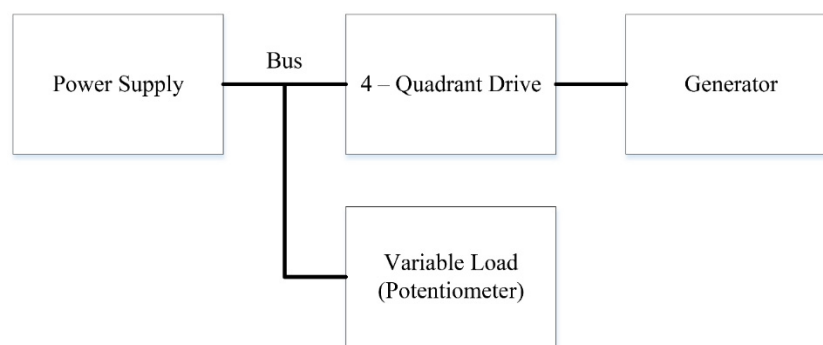 Power Supply
Bus
4 – Quadrant Drive
Generator
Variable Load
(Potentiometer)